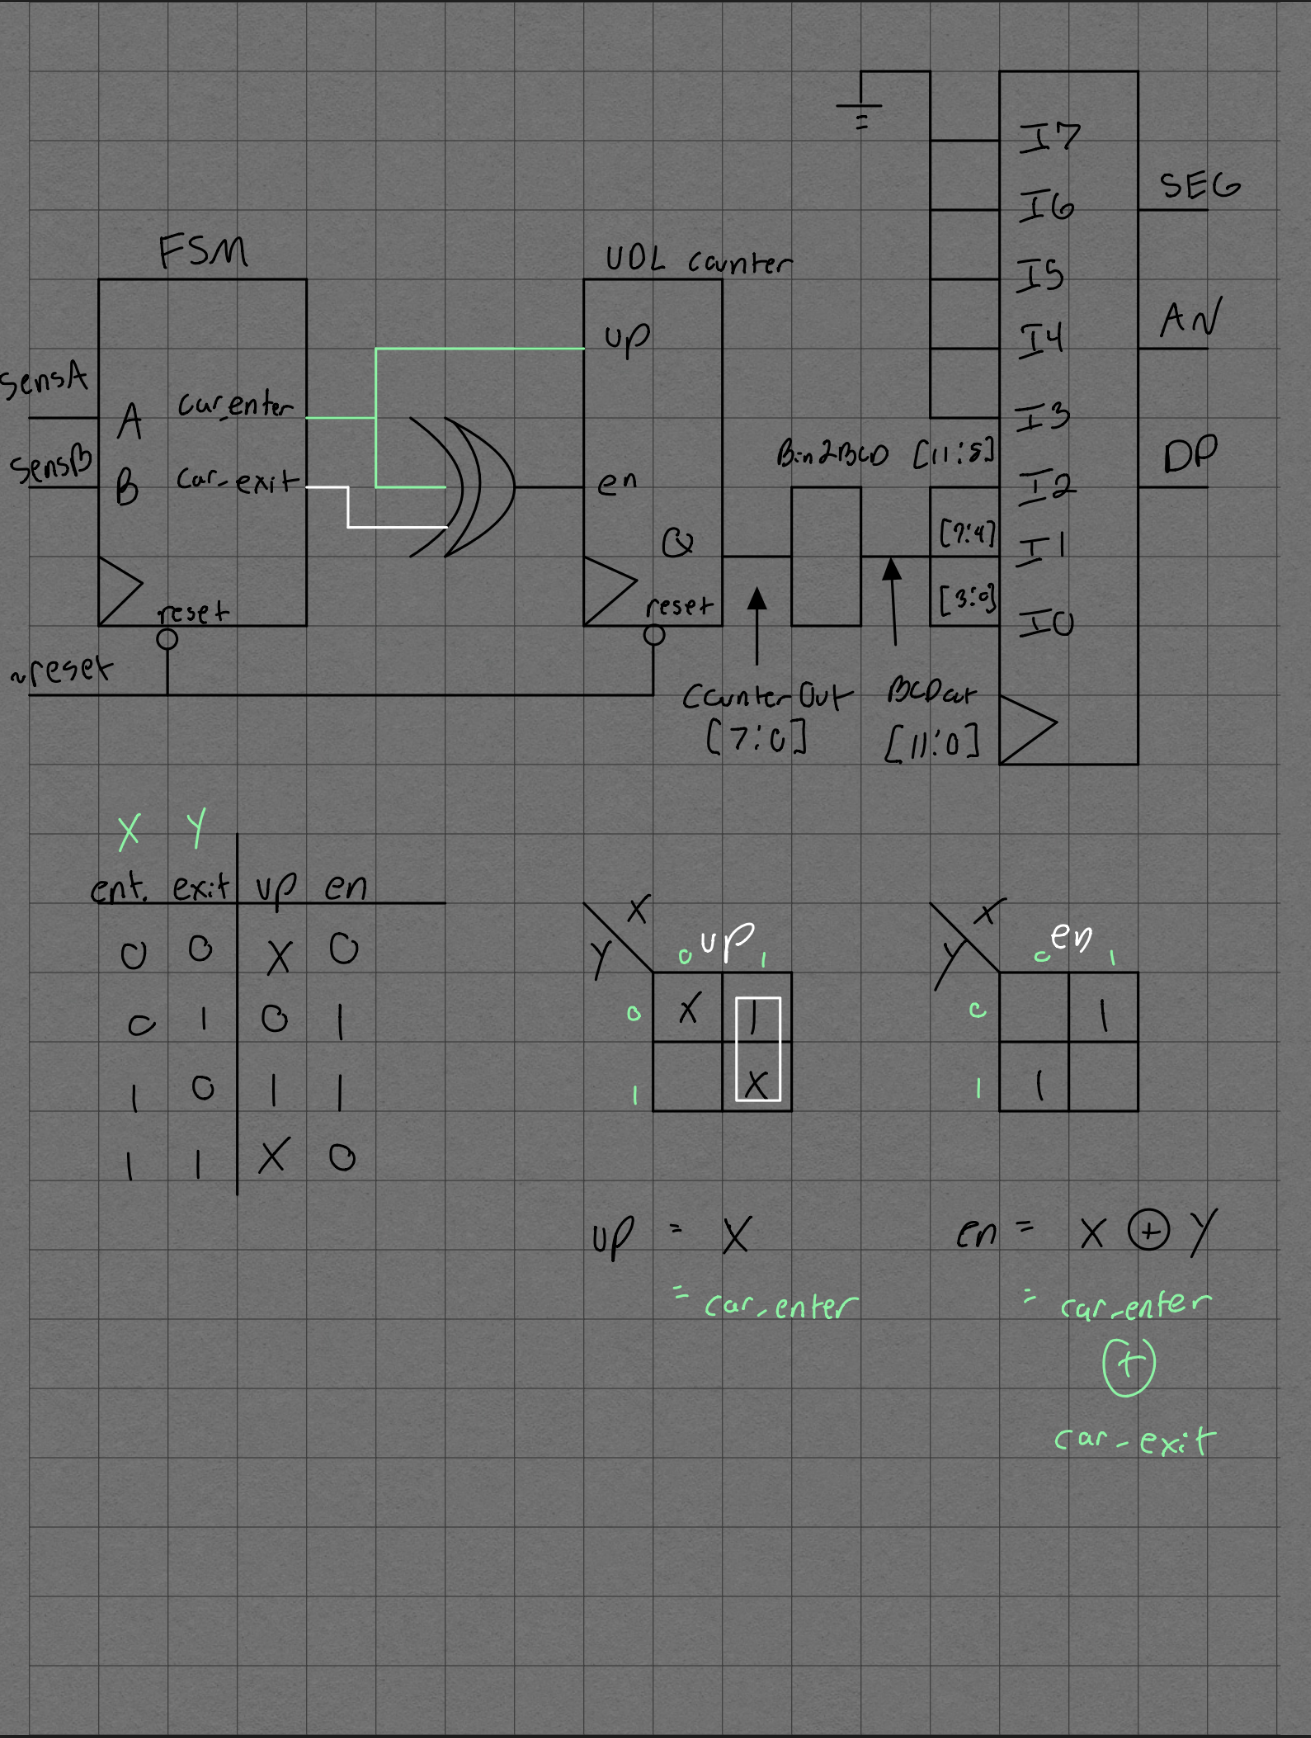 I7
I6
SEG
FSM
UDL counter
I5
up
I4
AN
sensA
A
car_enter
I3
sensB
B
car_exit
en
Bin2BCD
[11:8]
I2
DP
Q
[7:4]
I1
reset
reset
[3:0]
I0
~reset
Counter Out
[7:0]
BCDout
[11:0]
X Y
ent. exit up en
0 0 X 0
0 1 0 1
1 0 1 1
1 1 X 0
X
Y
up
0 1
0 X 1
1 X
X
Y
en
0 1
0 1
1 1
up = X
= car_enter
en = X ⊕ Y
= car_enter
⊕
car_exit